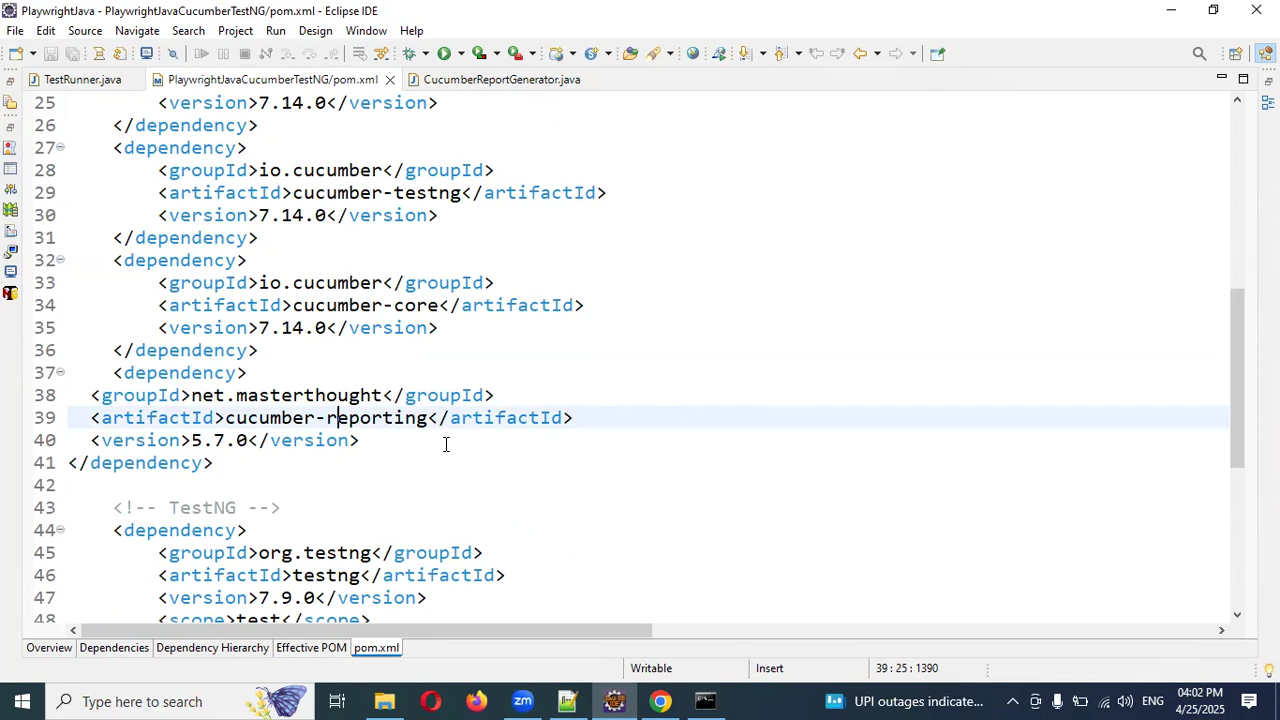 PlaywrightJava - PlaywrightJavaCucumberTestNG/pom.xml - Eclipse IDE
File Edit Source Navigate Search Project Run Design Window Help
TestRunner.java PlaywrightJavaCucumberTestNG/pom.xml CucumberReportGenerator.java
25 <version>7.14.0</version>
26 </dependency>
27 <dependency>
28 <groupId>io.cucumber</groupId>
29 <artifactId>cucumber-testng</artifactId>
30 <version>7.14.0</version>
31 </dependency>
32 <dependency>
33 <groupId>io.cucumber</groupId>
34 <artifactId>cucumber-core</artifactId>
35 <version>7.14.0</version>
36 </dependency>
37 <dependency>
38 <groupId>net.masterthought</groupId>
39 <artifactId>cucumber-reporting</artifactId>
40 <version>5.7.0</version>
41 </dependency>
42
43 <!-- TestNG -->
44 <dependency>
45 <groupId>org.testng</groupId>
46 <artifactId>testng</artifactId>
47 <version>7.9.0</version>
48 <scope>test</scope>
Overview Dependencies Dependency Hierarchy Effective POM pom.xml
Writable Insert 39 : 25 : 1390
Type here to search zm UPI outages indicate... ENG 04:02 PM
4/25/2025